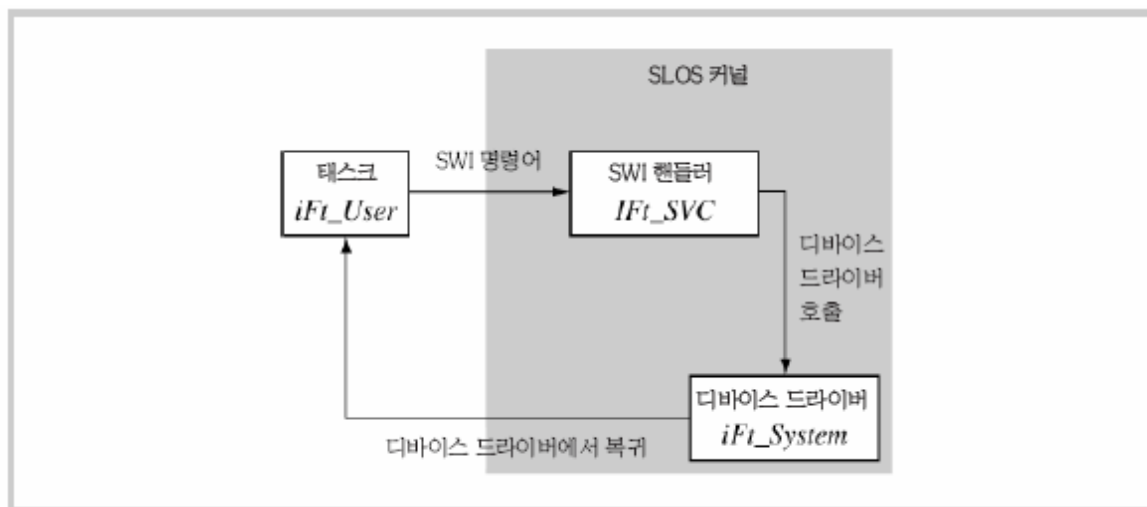 SLOS 커널
태스크
iFt_User
SWI 명령어
SWI 핸들러
IFt_SVC
디바이스
드라이버
호출
디바이스 드라이버
iFt_System
디바이스 드라이버에서 복귀